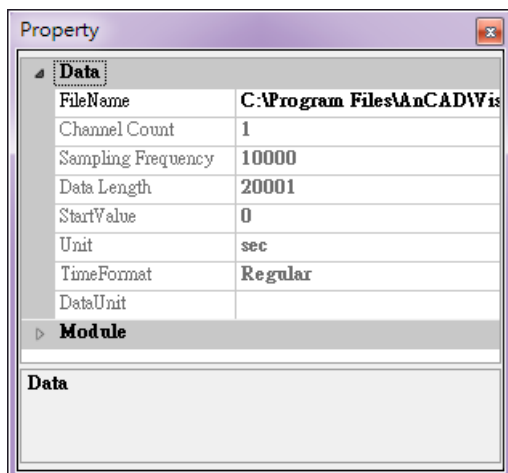 Property
Data
FileName C:\Program Files\AnCAD\Vis
Channel Count 1
Sampling Frequency 10000
Data Length 20001
StartValue 0
Unit sec
TimeFormat Regular
DataUnit
Module
Data